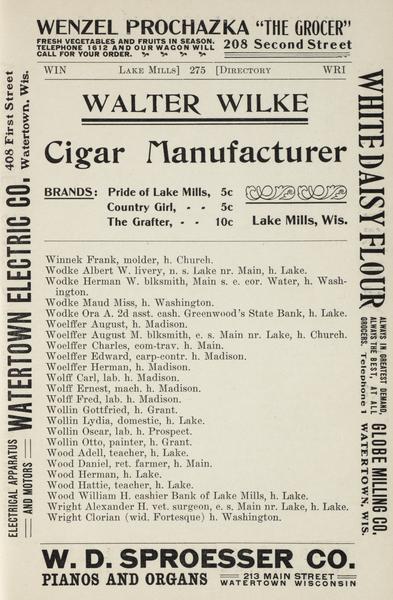 WENZEL PROCHAZKA "THE GROCER"
FRESH VEGETABLES AND FRUITS IN SEASON.
TELEPHONE 1612 AND OUR WAGON WILL
CALL FOR YOUR ORDER.
208 Second Street
WIN Lake Mills] 275 [Directory WRI
WALTER WILKE
Cigar Manufacturer
BRANDS: Pride of Lake Mills, 5c
Country Girl, - - 5c
The Grafter, - - 10c
Lake Mills, Wis.
Winnek Frank, molder, h. Church.
Wodke Albert W. livery, n. s. Lake nr. Main, h. Lake.
Wodke Herman W. blksmith, Main s. e. cor. Water, h. Wash-
ington.
Wodke Maud Miss, h. Washington.
Wodke Ora A. 2d asst. cash. Greenwood's State Bank, h. Lake.
Woelffer August, h. Madison.
Woelffer August M. blksmith, e. s. Main nr. Lake, h. Church.
Woelffer Charles, com-trav. h. Main.
Woelffer Edward, carp-contr. h. Madison.
Woelffer Herman, h. Madison.
Wolff Carl, lab. h. Madison.
Wolff Ernest, mach. h. Madison.
Wolff Fred, lab. h. Madison.
Wollin Gottfried, h. Grant.
Wollin Lydia, domestic, h. Lake.
Wollin Oscar, lab. h. Prospect.
Wollin Otto, painter, h. Grant.
Wood Adell, teacher, h. Lake.
Wood Daniel, ret. farmer, h. Main.
Wood Herman, h. Lake.
Wood Hattie, teacher, h. Lake.
Wood William H. cashier Bank of Lake Mills, h. Lake.
Wright Alexander H. vet. surgeon, e. s. Main nr. Lake, h. Lake.
Wright Clorian (wid. Fortesque) h. Washington.
ELECTRICAL APPARATUS
AND MOTORS
WATERTOWN ELECTRIC CO.
408 First Street
Watertown, Wis.
WHITE DAISY FLOUR
ALWAYS IN GREATEST DEMAND,
ALWAYS THE BEST, AT ALL
GROCERS. Telephone 1
GLOBE MILLING CO.
WATERTOWN, WIS.
W. D. SPROESSER CO.
PIANOS AND ORGANS
213 MAIN STREET
WATERTOWN WISCONSIN